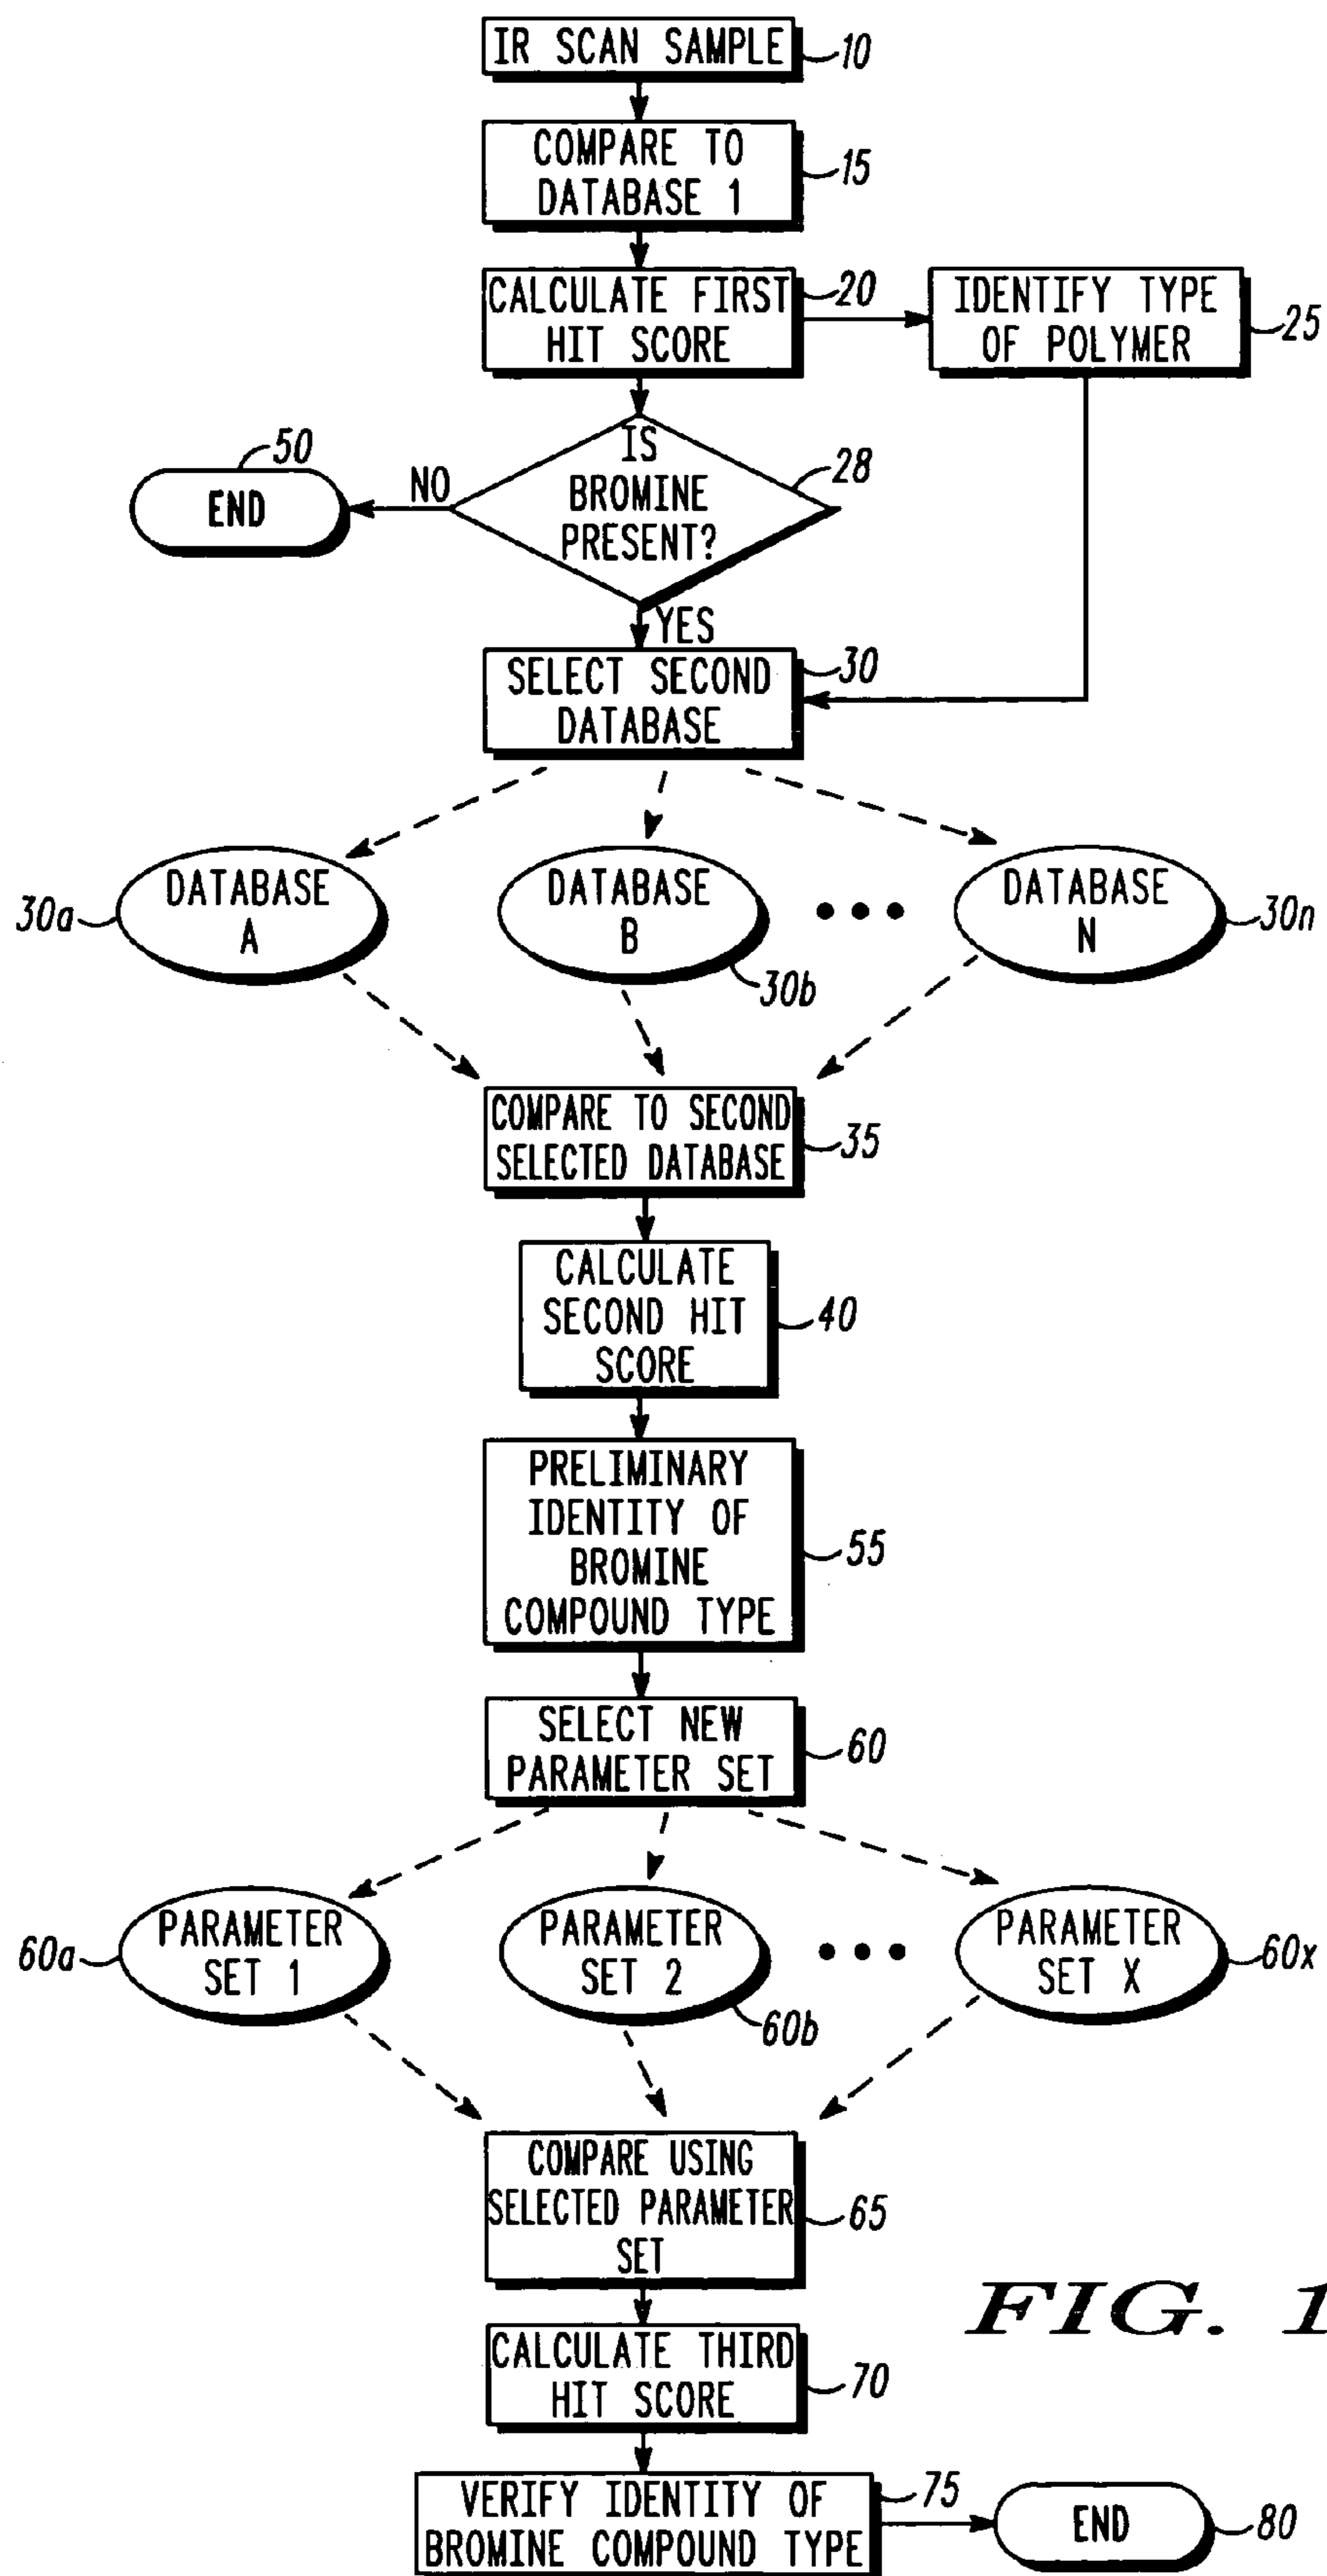 IR SCAN SAMPLE
10
COMPARE TO
DATABASE 1
15
CALCULATE FIRST
HIT SCORE
20
IDENTIFY TYPE
OF POLYMER
25
IS
BROMINE
PRESENT?
28
NO
50
END
YES
SELECT SECOND
DATABASE
30
DATABASE
A
30a
DATABASE
B
30b
DATABASE
N
30n
COMPARE TO SECOND
SELECTED DATABASE
35
CALCULATE
SECOND HIT
SCORE
40
PRELIMINARY
IDENTITY OF
BROMINE
COMPOUND TYPE
55
SELECT NEW
PARAMETER SET
60
PARAMETER
SET 1
60a
PARAMETER
SET 2
60b
PARAMETER
SET X
60x
COMPARE USING
SELECTED PARAMETER
SET
65
FIG. 1
CALCULATE THIRD
HIT SCORE
70
VERIFY IDENTITY OF
BROMINE COMPOUND TYPE
75
END
80